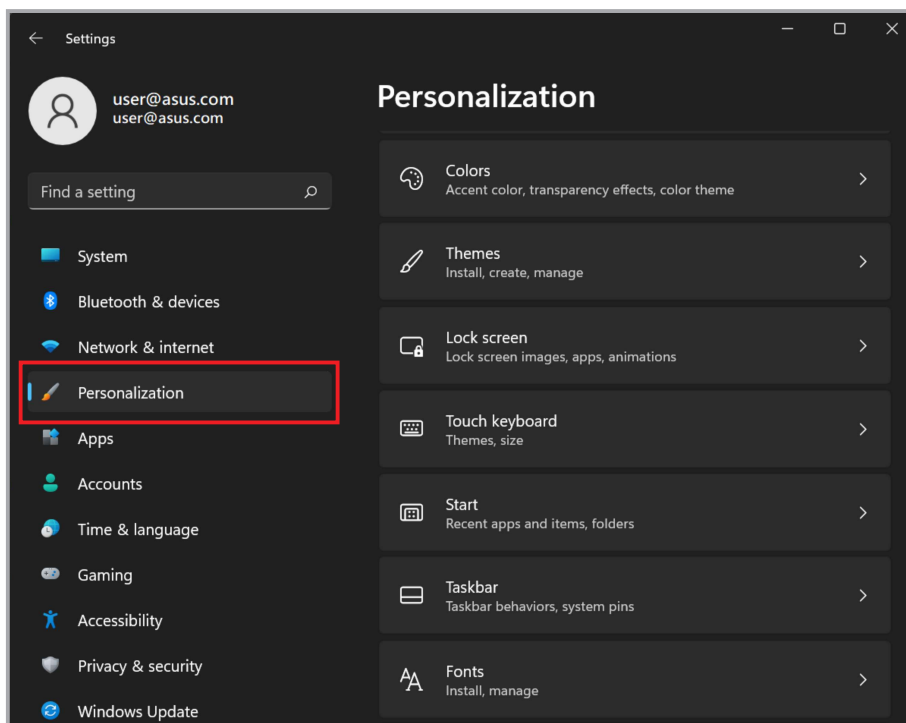 Settings
user@asus.com
user@asus.com
Find a setting
System
Bluetooth & devices
Network & internet
Personalization
Apps
Accounts
Time & language
Gaming
Accessibility
Privacy & security
Windows Update
Personalization
Colors
Accent color, transparency effects, color theme
Themes
Install, create, manage
Lock screen
Lock screen images, apps, animations
Touch keyboard
Themes, size
Start
Recent apps and items, folders
Taskbar
Taskbar behaviors, system pins
Fonts
Install, manage